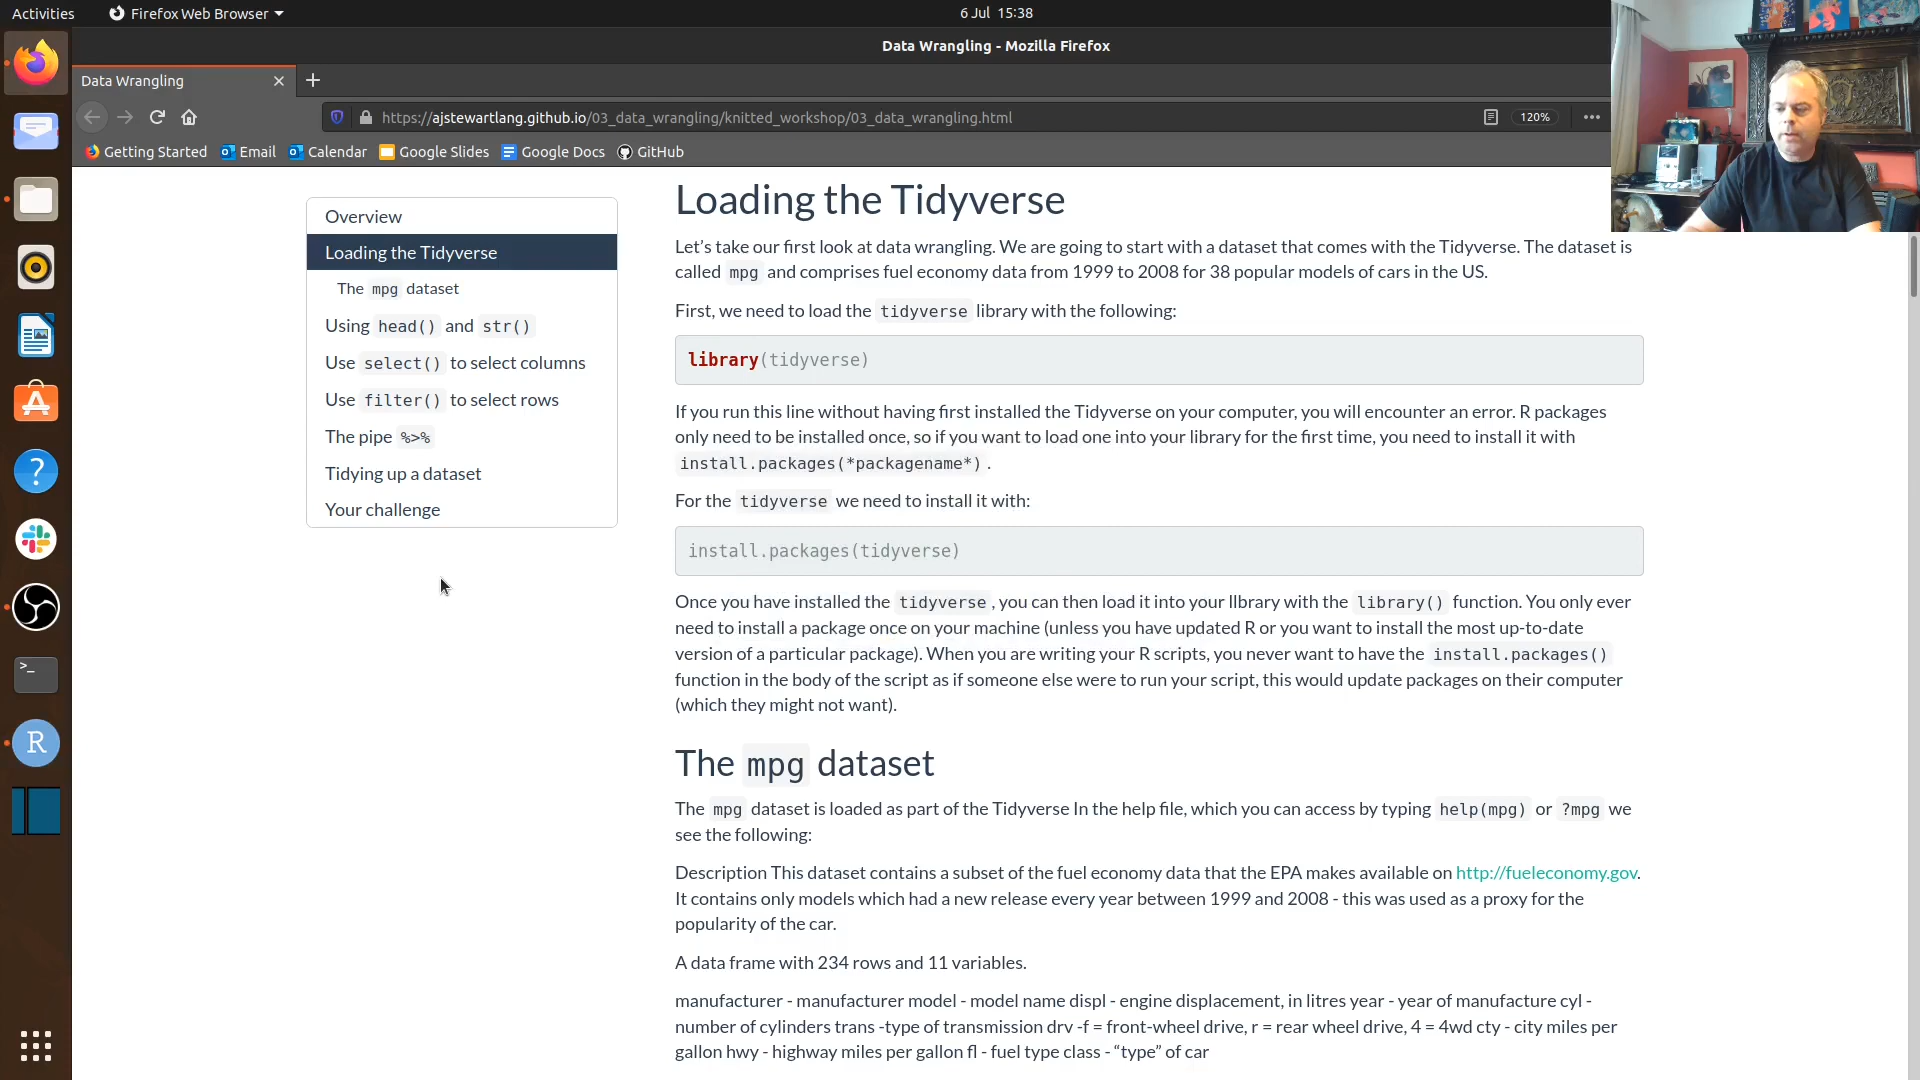 Activities
Firefox Web Browser
6 Jul 15:38
Data Wrangling - Mozilla Firefox
Data Wrangling
https://ajstewartlang.github.io/03_data_wrangling/knitted_workshop/03_data_wrangling.html
120%
Getting Started
Email
Calendar
Google Slides
Google Docs
GitHub
Overview
Loading the Tidyverse
The mpg dataset
Using head() and str()
Use select() to select columns
Use filter() to select rows
The pipe %>%
Tidying up a dataset
Your challenge
Loading the Tidyverse
Let's take our first look at data wrangling. We are going to start with a dataset that comes with the Tidyverse. The dataset is
called mpg and comprises fuel economy data from 1999 to 2008 for 38 popular models of cars in the US.
First, we need to load the tidyverse library with the following:
library(tidyverse)
If you run this line without having first installed the Tidyverse on your computer, you will encounter an error. R packages
only need to be installed once, so if you want to load one into your library for the first time, you need to install it with
install.packages(*packagename*) .
For the tidyverse we need to install it with:
install.packages(tidyverse)
Once you have installed the tidyverse , you can then load it into your lIbrary with the library() function. You only ever
need to install a package once on your machine (unless you have updated R or you want to install the most up-to-date
version of a particular package). When you are writing your R scripts, you never want to have the install.packages()
function in the body of the script as if someone else were to run your script, this would update packages on their computer
(which they might not want).
The mpg dataset
The mpg dataset is loaded as part of the Tidyverse In the help file, which you can access by typing help(mpg) or ?mpg we
see the following:
Description This dataset contains a subset of the fuel economy data that the EPA makes available on http://fueleconomy.gov.
It contains only models which had a new release every year between 1999 and 2008 - this was used as a proxy for the
popularity of the car.
A data frame with 234 rows and 11 variables.
manufacturer - manufacturer model - model name displ - engine displacement, in litres year - year of manufacture cyl -
number of cylinders trans -type of transmission drv -f = front-wheel drive, r = rear wheel drive, 4 = 4wd cty - city miles per
gallon hwy - highway miles per gallon fl - fuel type class - “type” of car